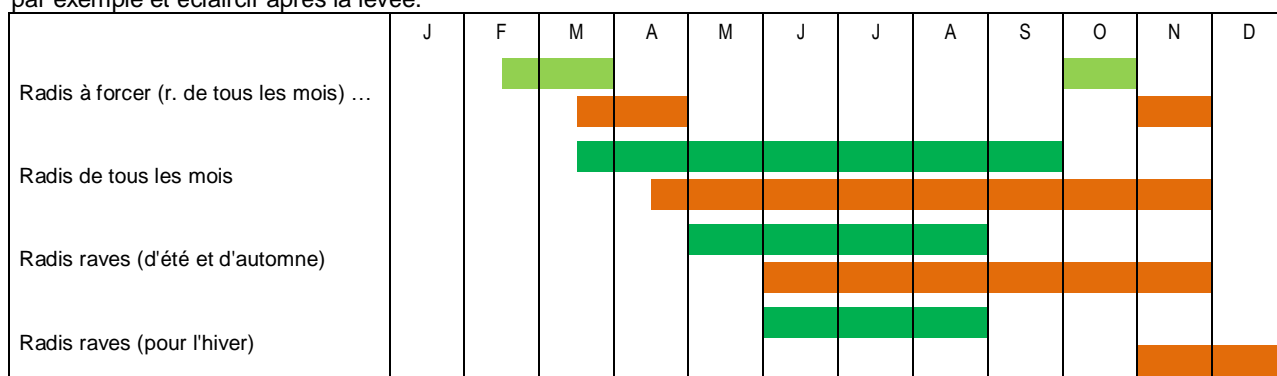 par exemple et éclaircir après la levée.
J F M A M J J A S O N D
Radis à forcer (r. de tous les mois) …
Radis de tous les mois
Radis raves (d'été et d'automne)
Radis raves (pour l'hiver)